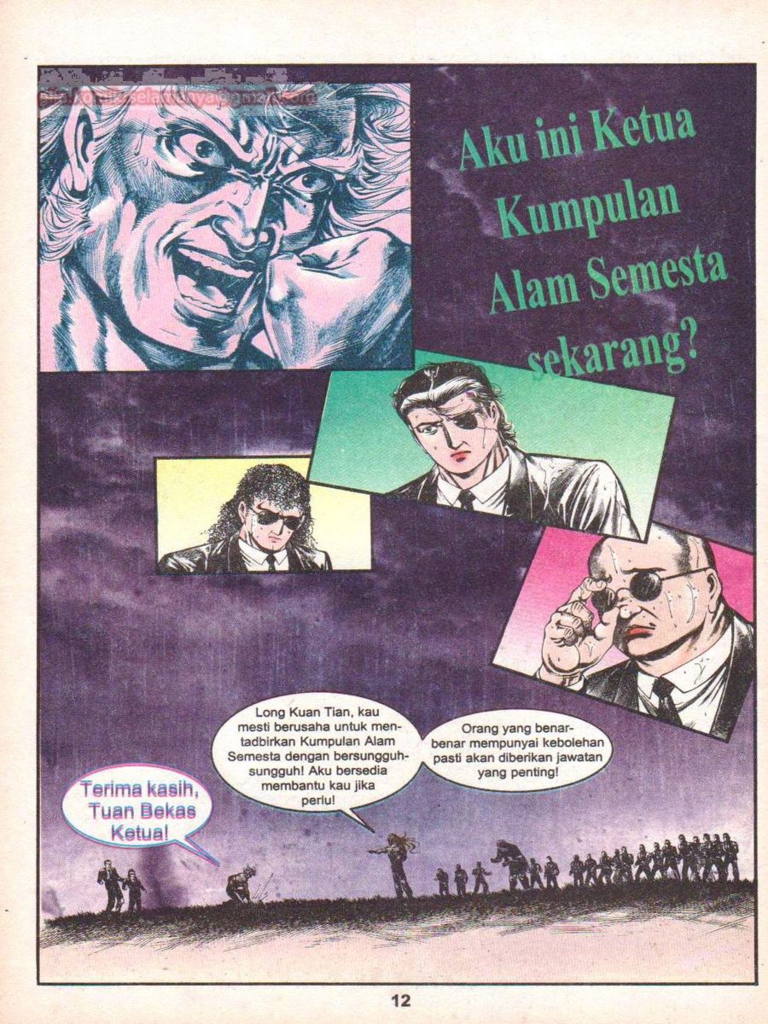 Aku ini Ketua
Kumpulan
Alam Semesta
sekarang?
Long Kuan Tian, kau
mesti berusaha untuk men-
tadbirkan Kumpulan Alam
Semesta dengan bersungguh-
sungguh! Aku bersedia
membantu kau jika
perlu!
Orang yang benar-
benar mempunyai kebolehan
pasti akan diberikan jawatan
yang penting!
Terima kasih,
Tuan Bekas
Ketua!
12